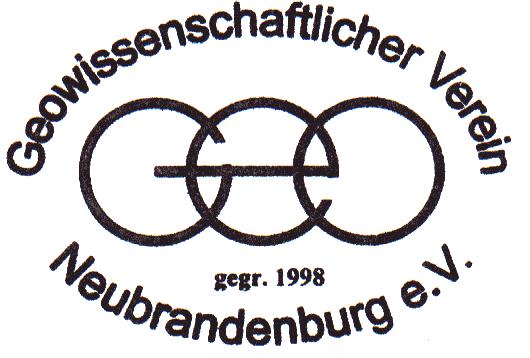 Geowissenschaftlicher Verein
GeO
gegr. 1998
Neubrandenburg e.V.